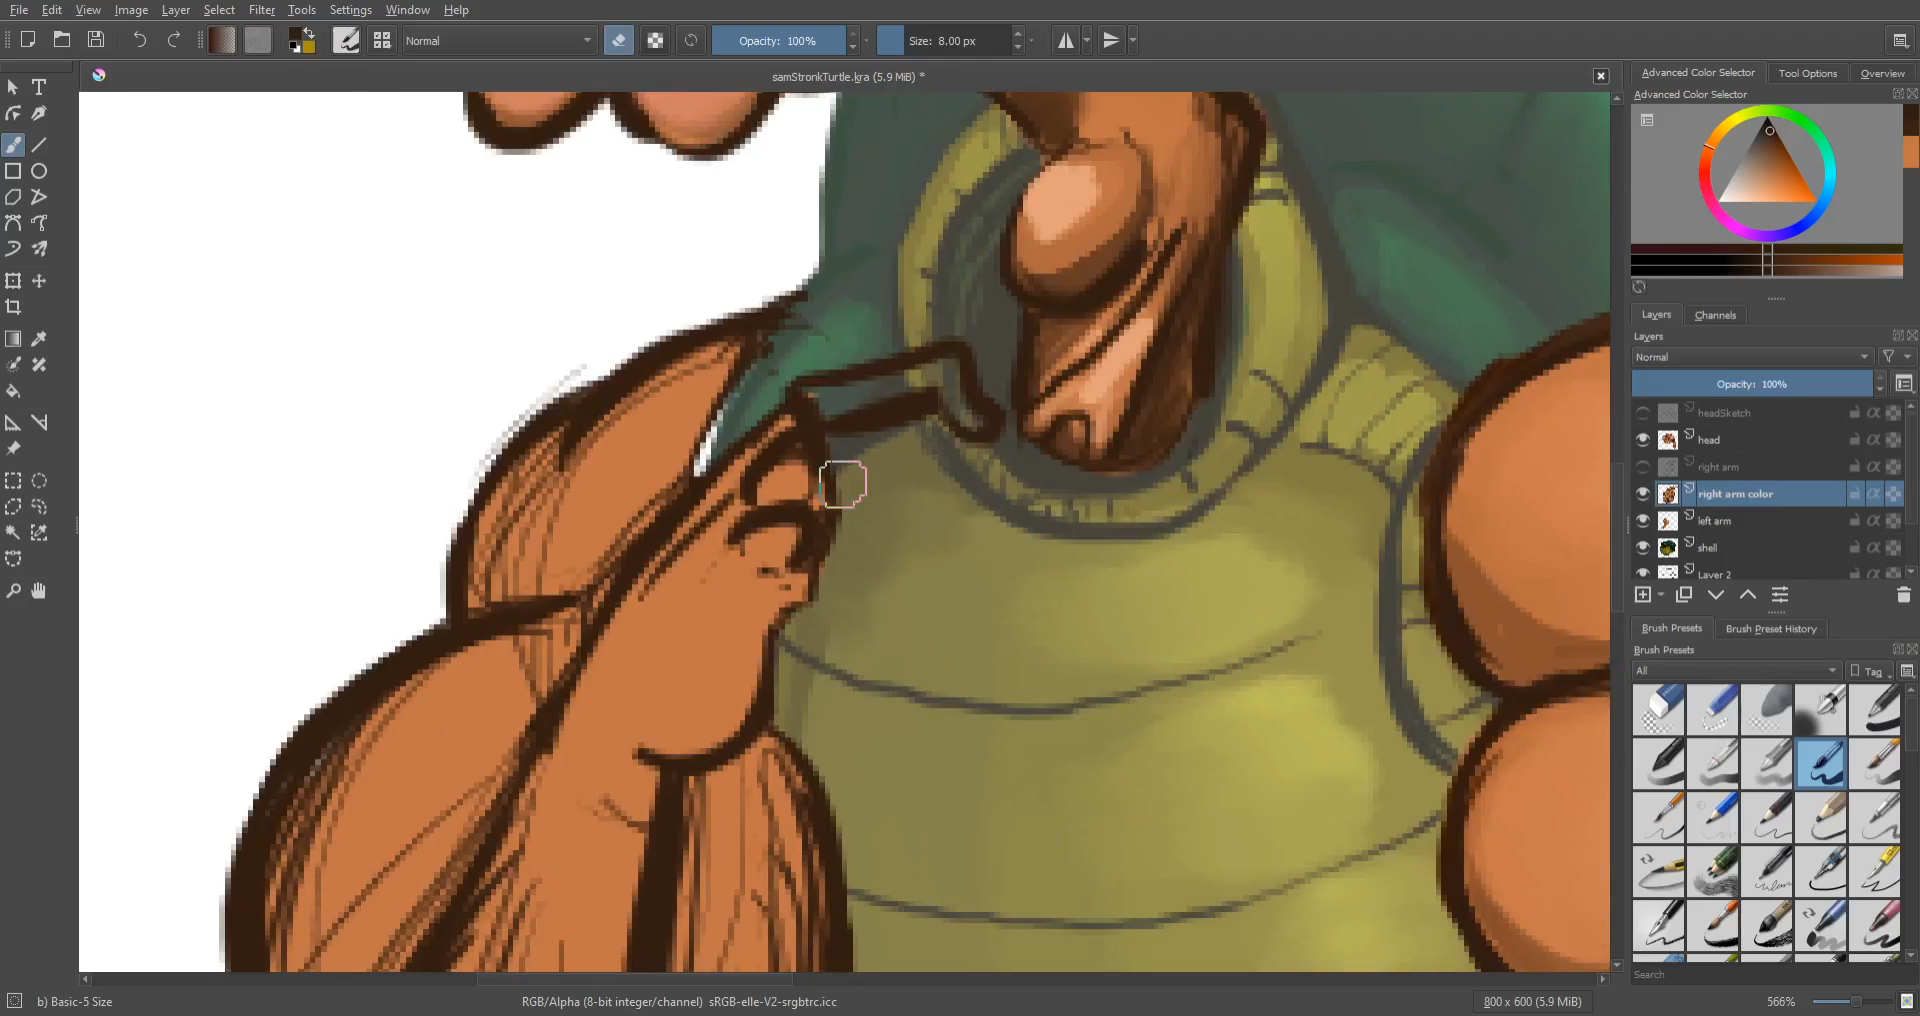 File Edit View Image Layer Select Filter Tools Settings Window Help
Normal
Opacity: 100%
Size: 8.00 px
samStronkTurtle.kra (5.9 MiB) *
Advanced Color Selector
Tool Options
Overview
Advanced Color Selector
Layers
Channels
Layers
Normal
Opacity: 100%
headSketch
head
right arm
right arm color
left arm
shell
Layer 2
Brush Presets
Brush Preset History
Brush Presets
All
Tag
Search
b) Basic-5 Size
RGB/Alpha (8-bit integer/channel) sRGB-elle-V2-srgbtrc.icc
800 x 600 (5.9 MiB)
566%